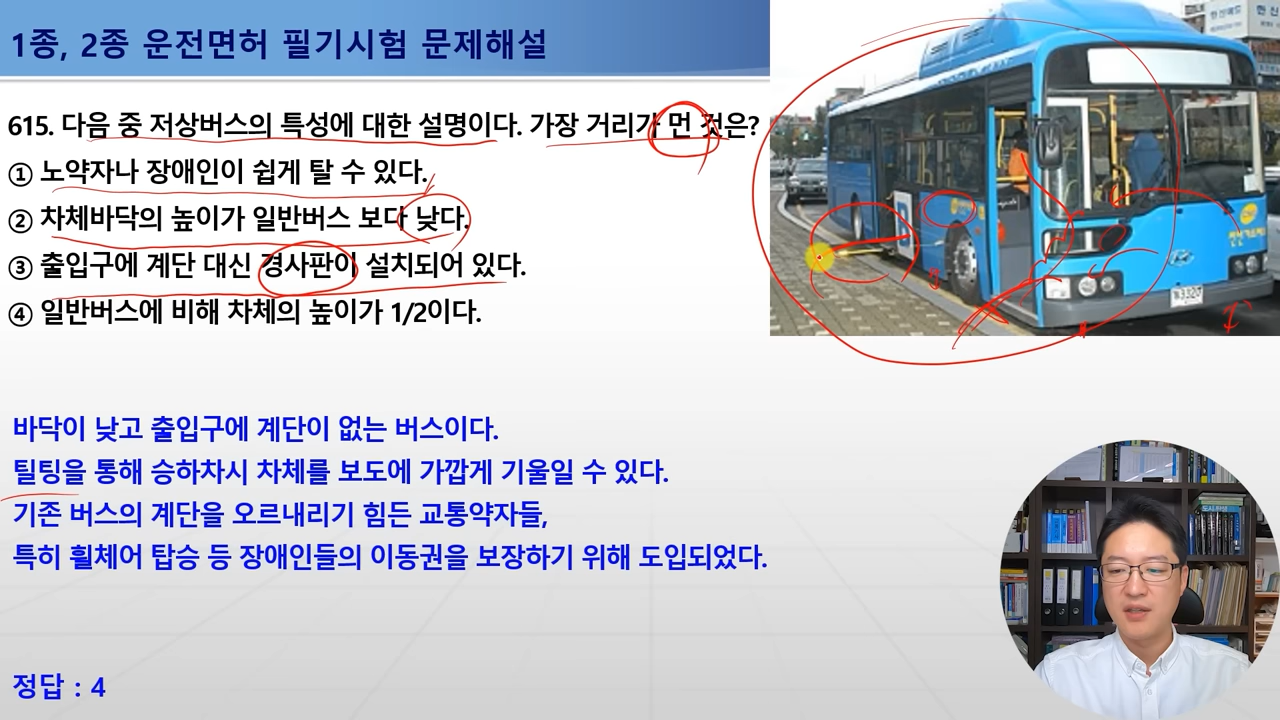 1종, 2종 운전면허 필기시험 문제해설
615. 다음 중 저상버스의 특성에 대한 설명이다. 가장 거리가 먼 것은?
① 노약자나 장애인이 쉽게 탈 수 있다.
② 차체바닥의 높이가 일반버스 보다 낮다.
③ 출입구에 계단 대신 경사판이 설치되어 있다.
④ 일반버스에 비해 차체의 높이가 1/2이다.
바닥이 낮고 출입구에 계단이 없는 버스이다.
틸팅을 통해 승하차시 차체를 보도에 가깝게 기울일 수 있다.
기존 버스의 계단을 오르내리기 힘든 교통약자들,
특히 휠체어 탑승 등 장애인들의 이동권을 보장하기 위해 도입되었다.
정답 : 4